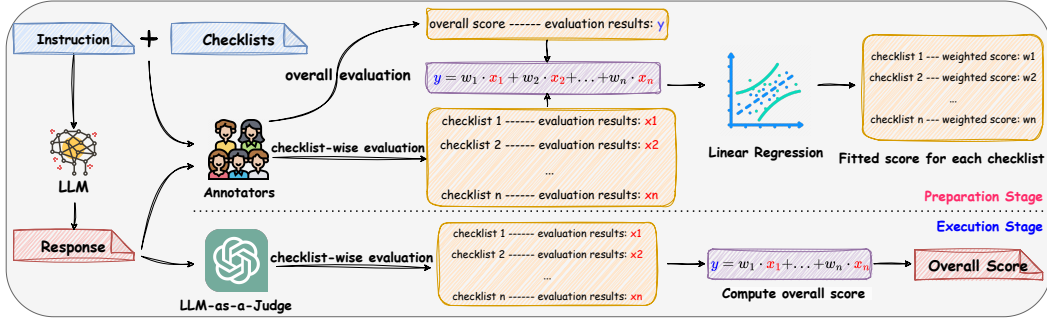 Instruction
+
Checklists
overall score ------ evaluation results: y
overall evaluation
y = w₁ · x₁ + w₂ · x₂+...+wₙ · xₙ
checklist 1 --- weighted score: w1
checklist 2 --- weighted score: w2
...
checklist n --- weighted score: wn
LLM
Annotators
checklist-wise evaluation
checklist 1 ------ evaluation results: x1
checklist 2 ------ evaluation results: x2
...
checklist n ------ evaluation results: xn
Linear Regression
Fitted score for each checklist
Preparation Stage
Execution Stage
Response
LLM-as-a-Judge
checklist-wise evaluation
checklist 1 ------ evaluation results: x1
checklist 2 ------ evaluation results: x2
...
checklist n ------ evaluation results: xn
y = w₁ · x₁+...+wₙ · xₙ
Compute overall score
Overall Score